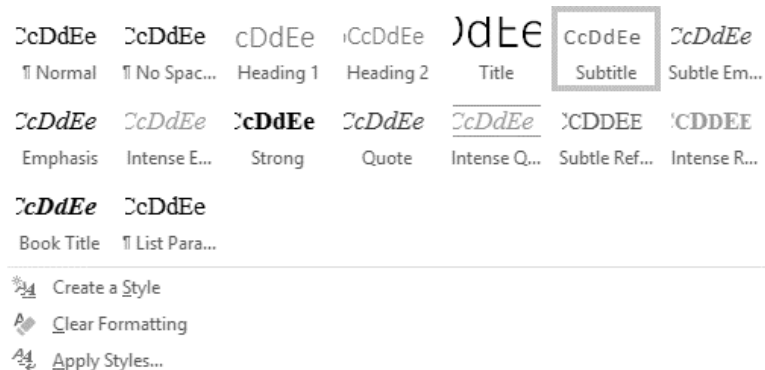 CcDdEe CcDdEe cDdEe CcDdEe DdEe CcDdEe CcDdEe
¶ Normal ¶ No Spac... Heading 1 Heading 2 Title Subtitle Subtle Em...
CcDdEe CcDdEe CcDdEe CcDdEe CcDdEe CCDDEE CCDDEE
Emphasis Intense E... Strong Quote Intense Q... Subtle Ref... Intense R...
CcDdEe CcDdEe
Book Title ¶ List Para...
Create a Style
Clear Formatting
Apply Styles...